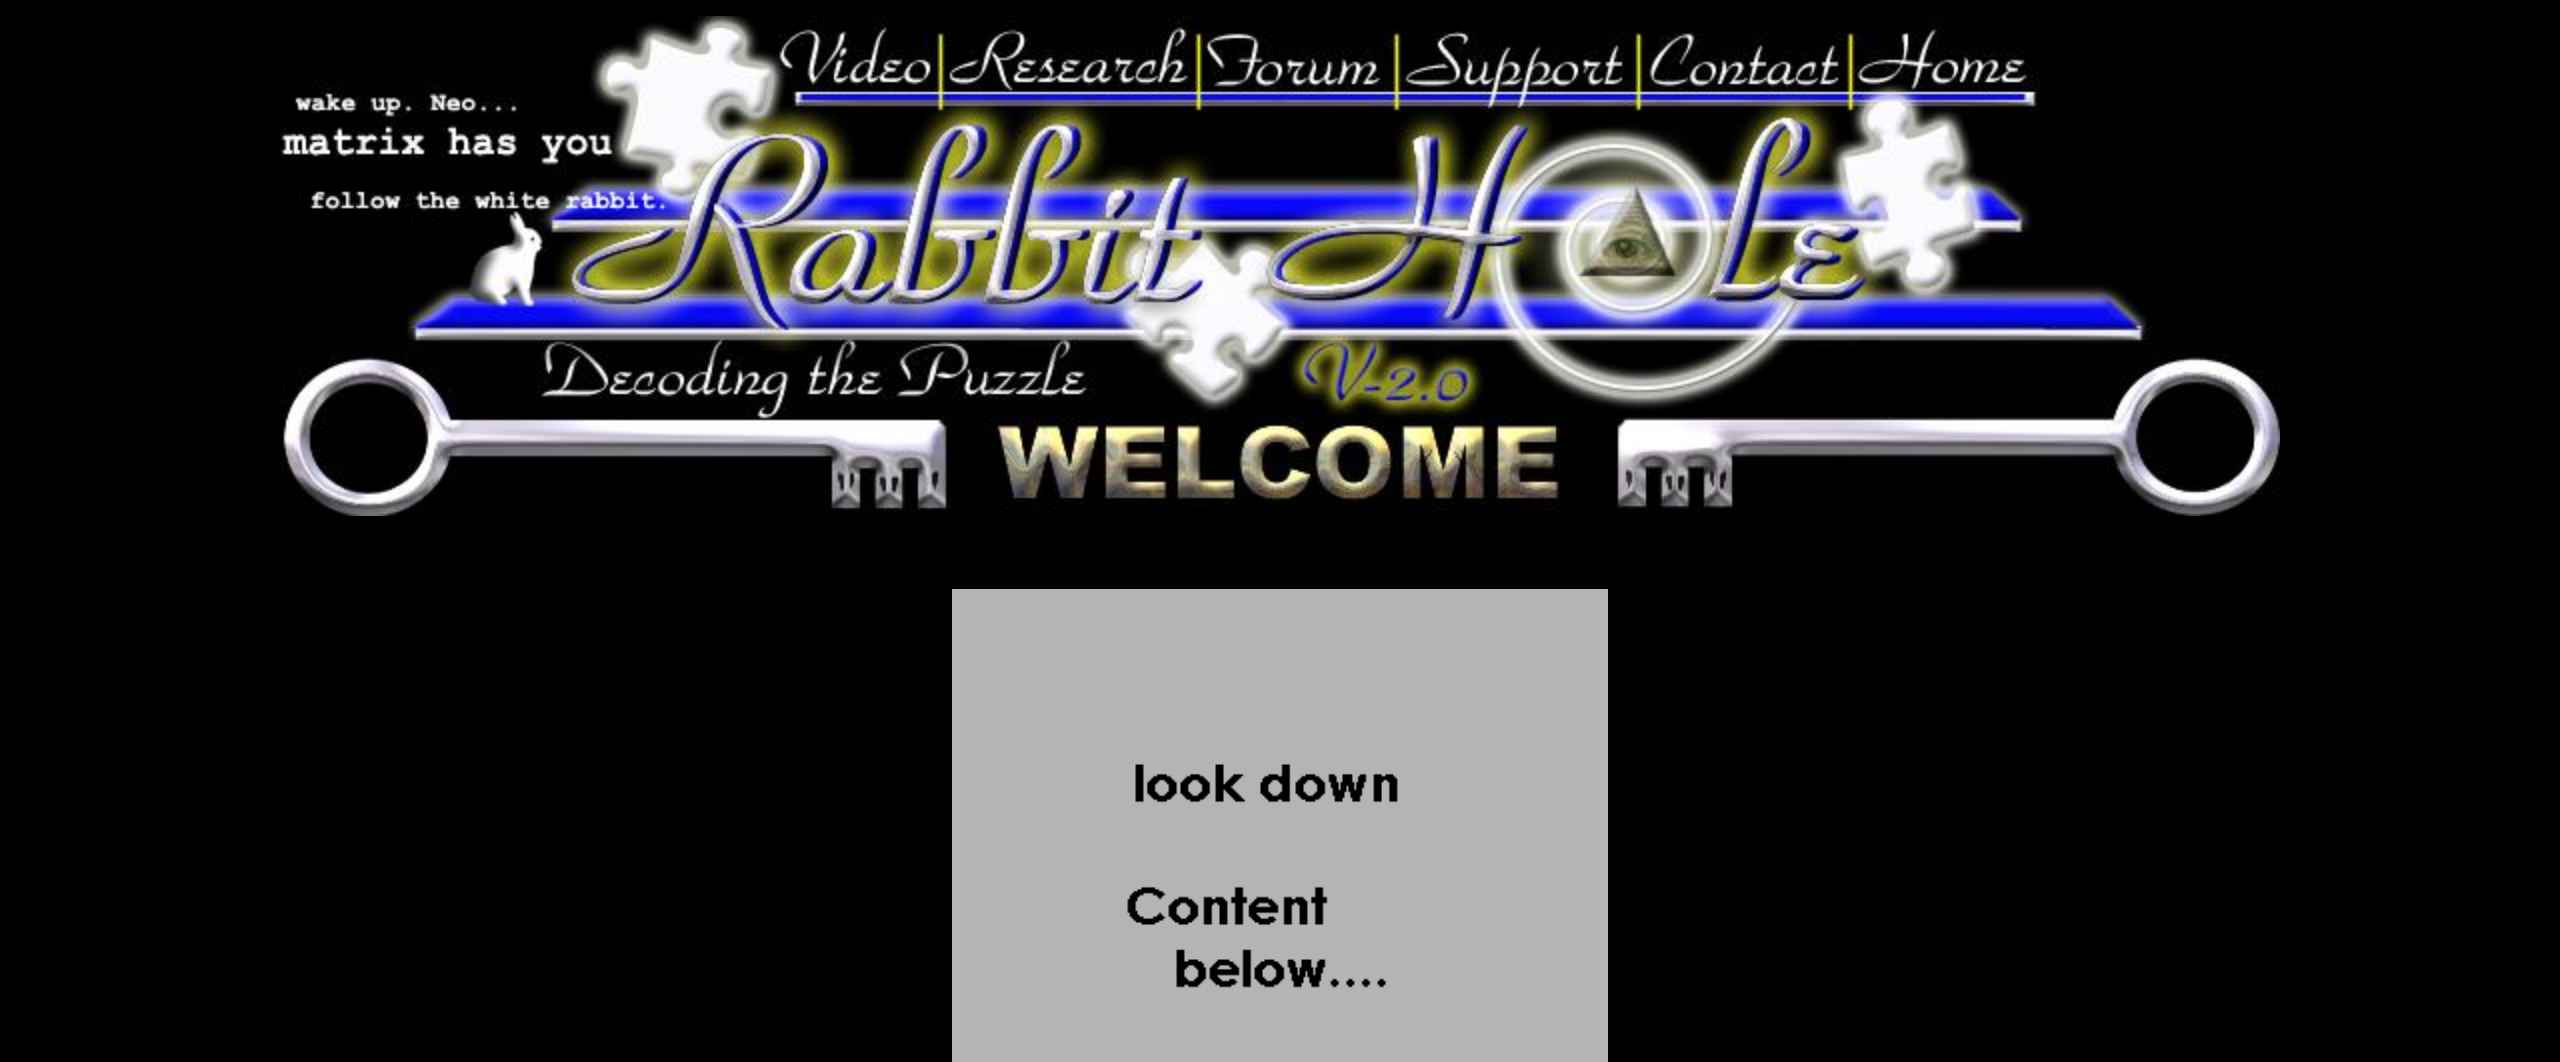 Video Research Forum Support Contact Home
wake up. Neo...
matrix has you
follow the white rabbit.
Rabbit Hole
Decoding the Puzzle
V-2.0
WELCOME
look down
Content
below....